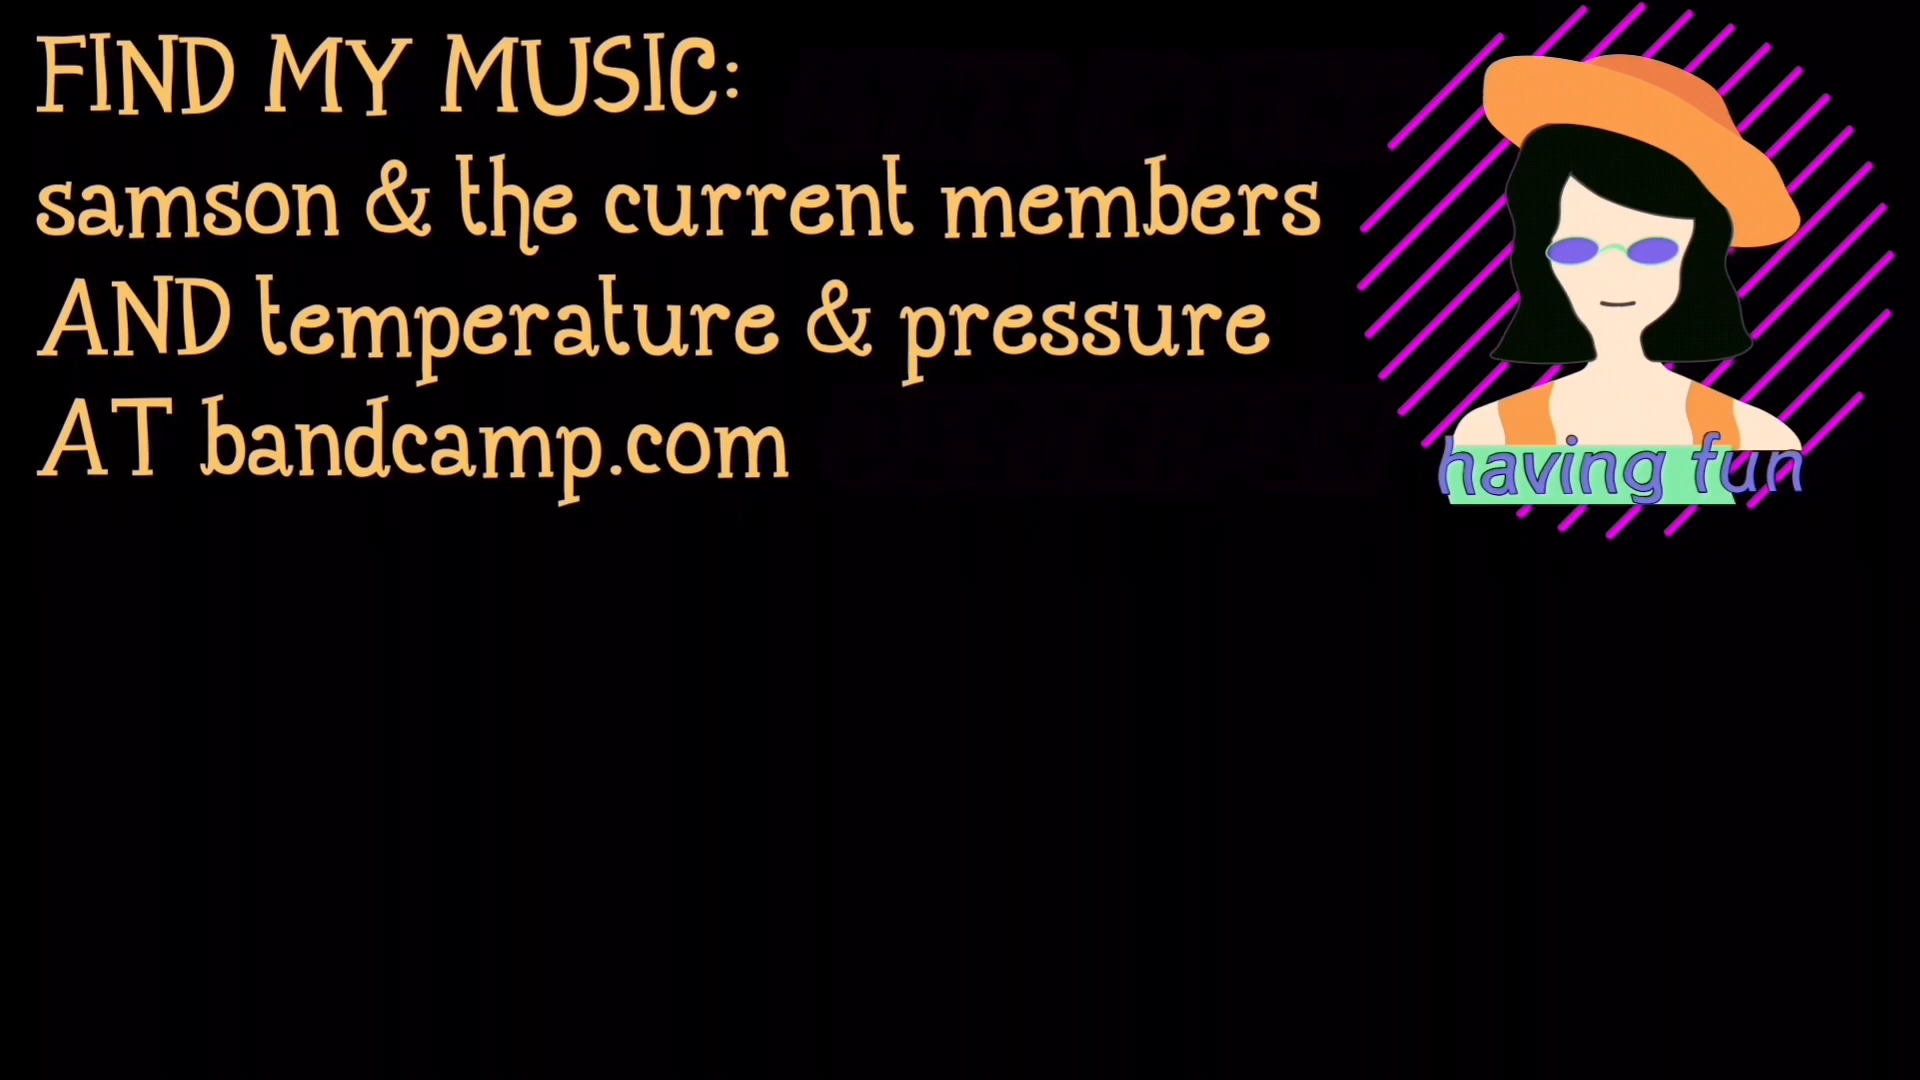 FIND MY MUSIC:
samson & the current members
AND temperature & pressure
AT bandcamp.com
having fun